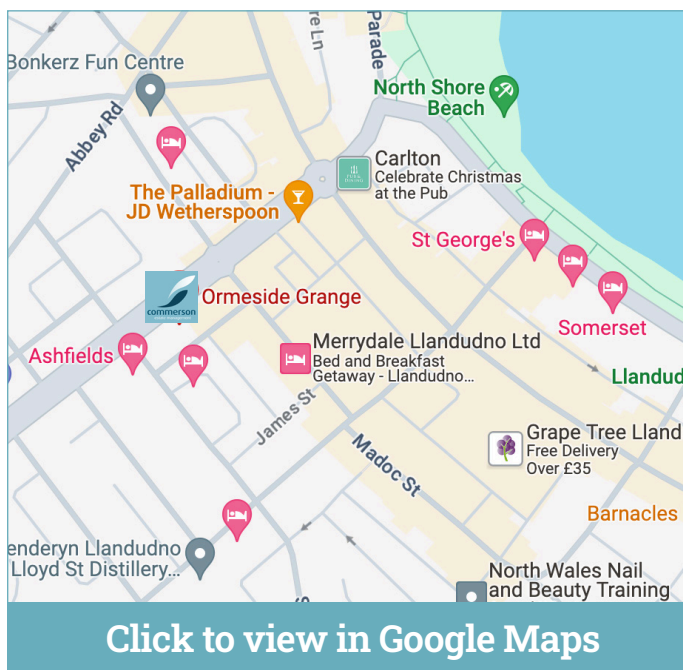 Bonkerz Fun Centre
re Ln
Parade
Abbey Rd
North Shore
Beach
Carlton
Celebrate Christmas
at the Pub
The Palladium -
JD Wetherspoon
St George's
commerson
Ormeside Grange
Somerset
Ashfields
Merrydale Llandudno Ltd
Bed and Breakfast
Getaway - Llandudno...
Llandud
James St
Madoc St
Grape Tree Lland
Free Delivery
Over £35
Barnacles
enderyn Llandudno
Lloyd St Distillery...
North Wales Nail
and Beauty Training
S
Click to view in Google Maps